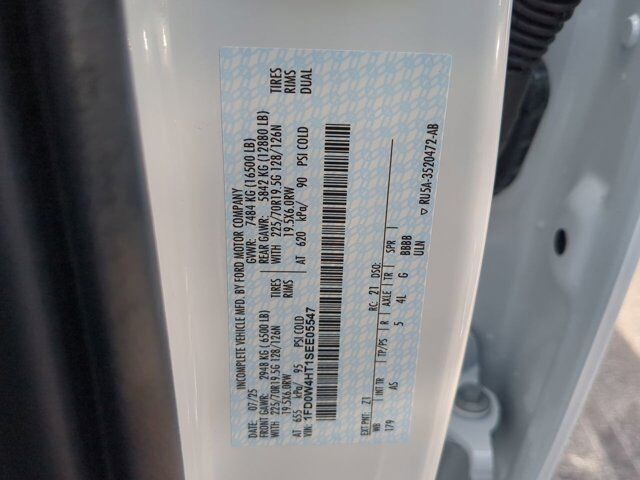 INCOMPLETE VEHICLE MFD. BY FORD MOTOR COMPANY
DATE: 07/25 GVWR: 7484 KG (16500 LB)
FRONT GAWR: 2948 KG (6500 LB) REAR GAWR: 5842 KG (12880 LB)
WITH 225/70R19.5G 128/126N TIRES WITH 225/70R19.5G 128/126N TIRES
19.5X6.0RW RIMS 19.5X6.0RW RIMS
AT 655 kPa/ 95 PSI COLD AT 620 kPa/ 90 PSI COLD DUAL
VIN: 1FD0W4HT1SEE05547
EXT PNT: Z1 RC: 21 DSO:
WB INT TR TP/PS R AXLE TR SPR
179 AS 5 4L G BBBB
ULN
▽ RU5A-3520472-AB